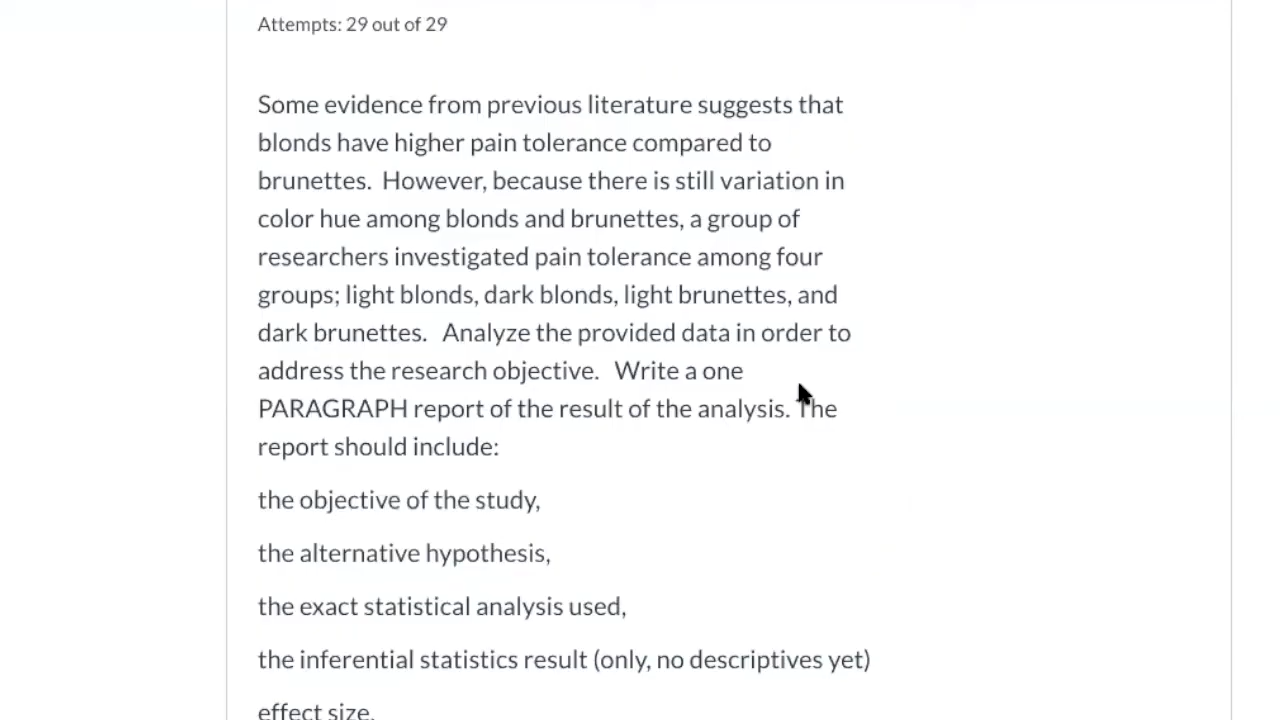 Attempts: 29 out of 29
Some evidence from previous literature suggests that
blonds have higher pain tolerance compared to
brunettes. However, because there is still variation in
color hue among blonds and brunettes, a group of
researchers investigated pain tolerance among four
groups; light blonds, dark blonds, light brunettes, and
dark brunettes. Analyze the provided data in order to
address the research objective. Write a one
PARAGRAPH report of the result of the analysis. The
report should include:
the objective of the study,
the alternative hypothesis,
the exact statistical analysis used,
the inferential statistics result (only, no descriptives yet)
effect size,